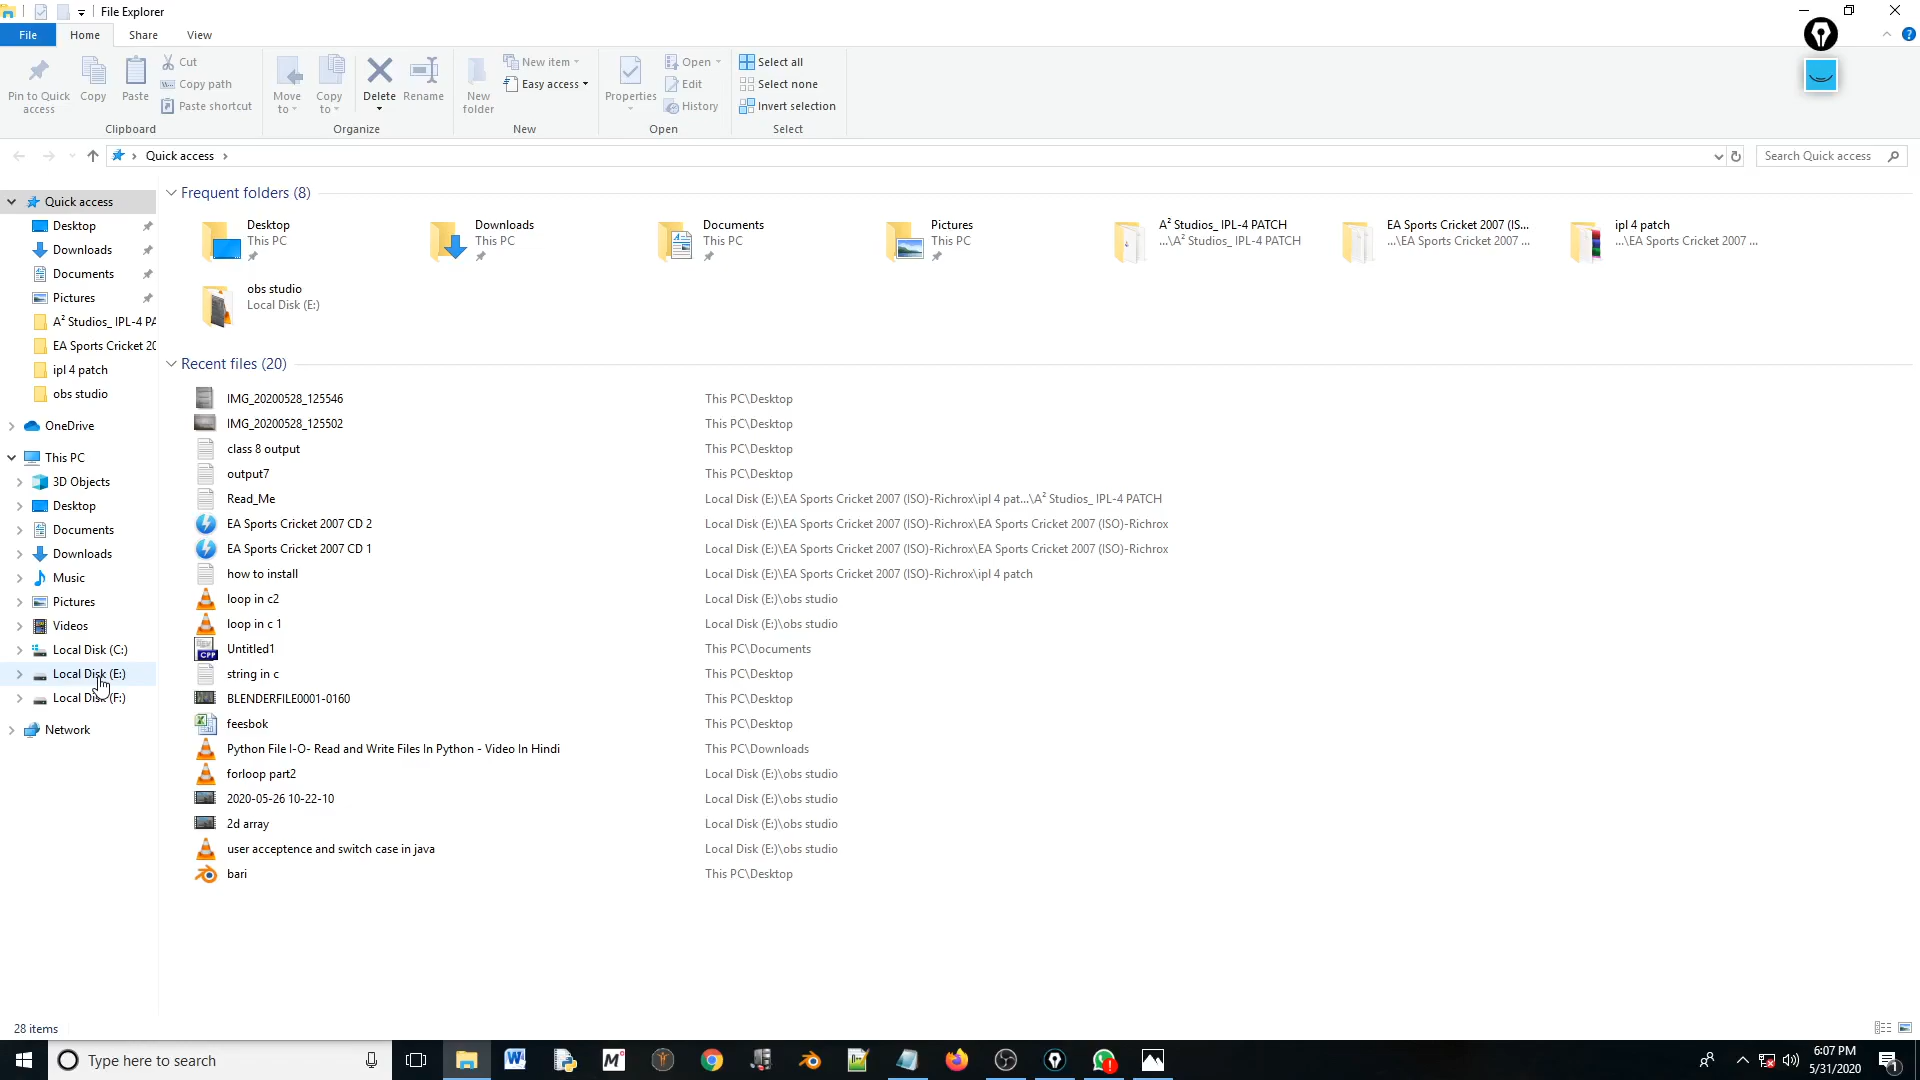 File Explorer
File Home Share View
Pin to Quick access
Copy
Paste
Cut
Copy path
Paste shortcut
Clipboard
Move to
Copy to
Delete
Rename
Organize
New folder
New item
Easy access
New
Properties
Open
Edit
History
Open
Select all
Select none
Invert selection
Select
Quick access
Search Quick access
Quick access
Desktop
Downloads
Documents
Pictures
A² Studios_ IPL-4 PA
EA Sports Cricket 20
ipl 4 patch
obs studio
OneDrive
This PC
3D Objects
Desktop
Documents
Downloads
Music
Pictures
Videos
Local Disk (C:)
Local Disk (E:)
Local Disk (F:)
Network
Frequent folders (8)
Desktop
This PC
Downloads
This PC
Documents
This PC
Pictures
This PC
A² Studios_ IPL-4 PATCH
...\A² Studios_ IPL-4 PATCH
EA Sports Cricket 2007 (IS...
...\EA Sports Cricket 2007 ...
ipl 4 patch
...\EA Sports Cricket 2007 ...
obs studio
Local Disk (E:)
Recent files (20)
IMG_20200528_125546 This PC\Desktop
IMG_20200528_125502 This PC\Desktop
class 8 output This PC\Desktop
output7 This PC\Desktop
Read_Me Local Disk (E:)\EA Sports Cricket 2007 (ISO)-Richrox\ipl 4 pat...\A² Studios_ IPL-4 PATCH
EA Sports Cricket 2007 CD 2 Local Disk (E:)\EA Sports Cricket 2007 (ISO)-Richrox\EA Sports Cricket 2007 (ISO)-Richrox
EA Sports Cricket 2007 CD 1 Local Disk (E:)\EA Sports Cricket 2007 (ISO)-Richrox\EA Sports Cricket 2007 (ISO)-Richrox
how to install Local Disk (E:)\EA Sports Cricket 2007 (ISO)-Richrox\ipl 4 patch
loop in c2 Local Disk (E:)\obs studio
loop in c 1 Local Disk (E:)\obs studio
Untitled1 This PC\Documents
string in c This PC\Desktop
BLENDERFILE0001-0160 This PC\Desktop
feesbok This PC\Desktop
Python File I-O- Read and Write Files In Python - Video In Hindi This PC\Downloads
forloop part2 Local Disk (E:)\obs studio
2020-05-26 10-22-10 Local Disk (E:)\obs studio
2d array Local Disk (E:)\obs studio
user acceptence and switch case in java Local Disk (E:)\obs studio
bari This PC\Desktop
28 items
Type here to search
6:07 PM
5/31/2020
1